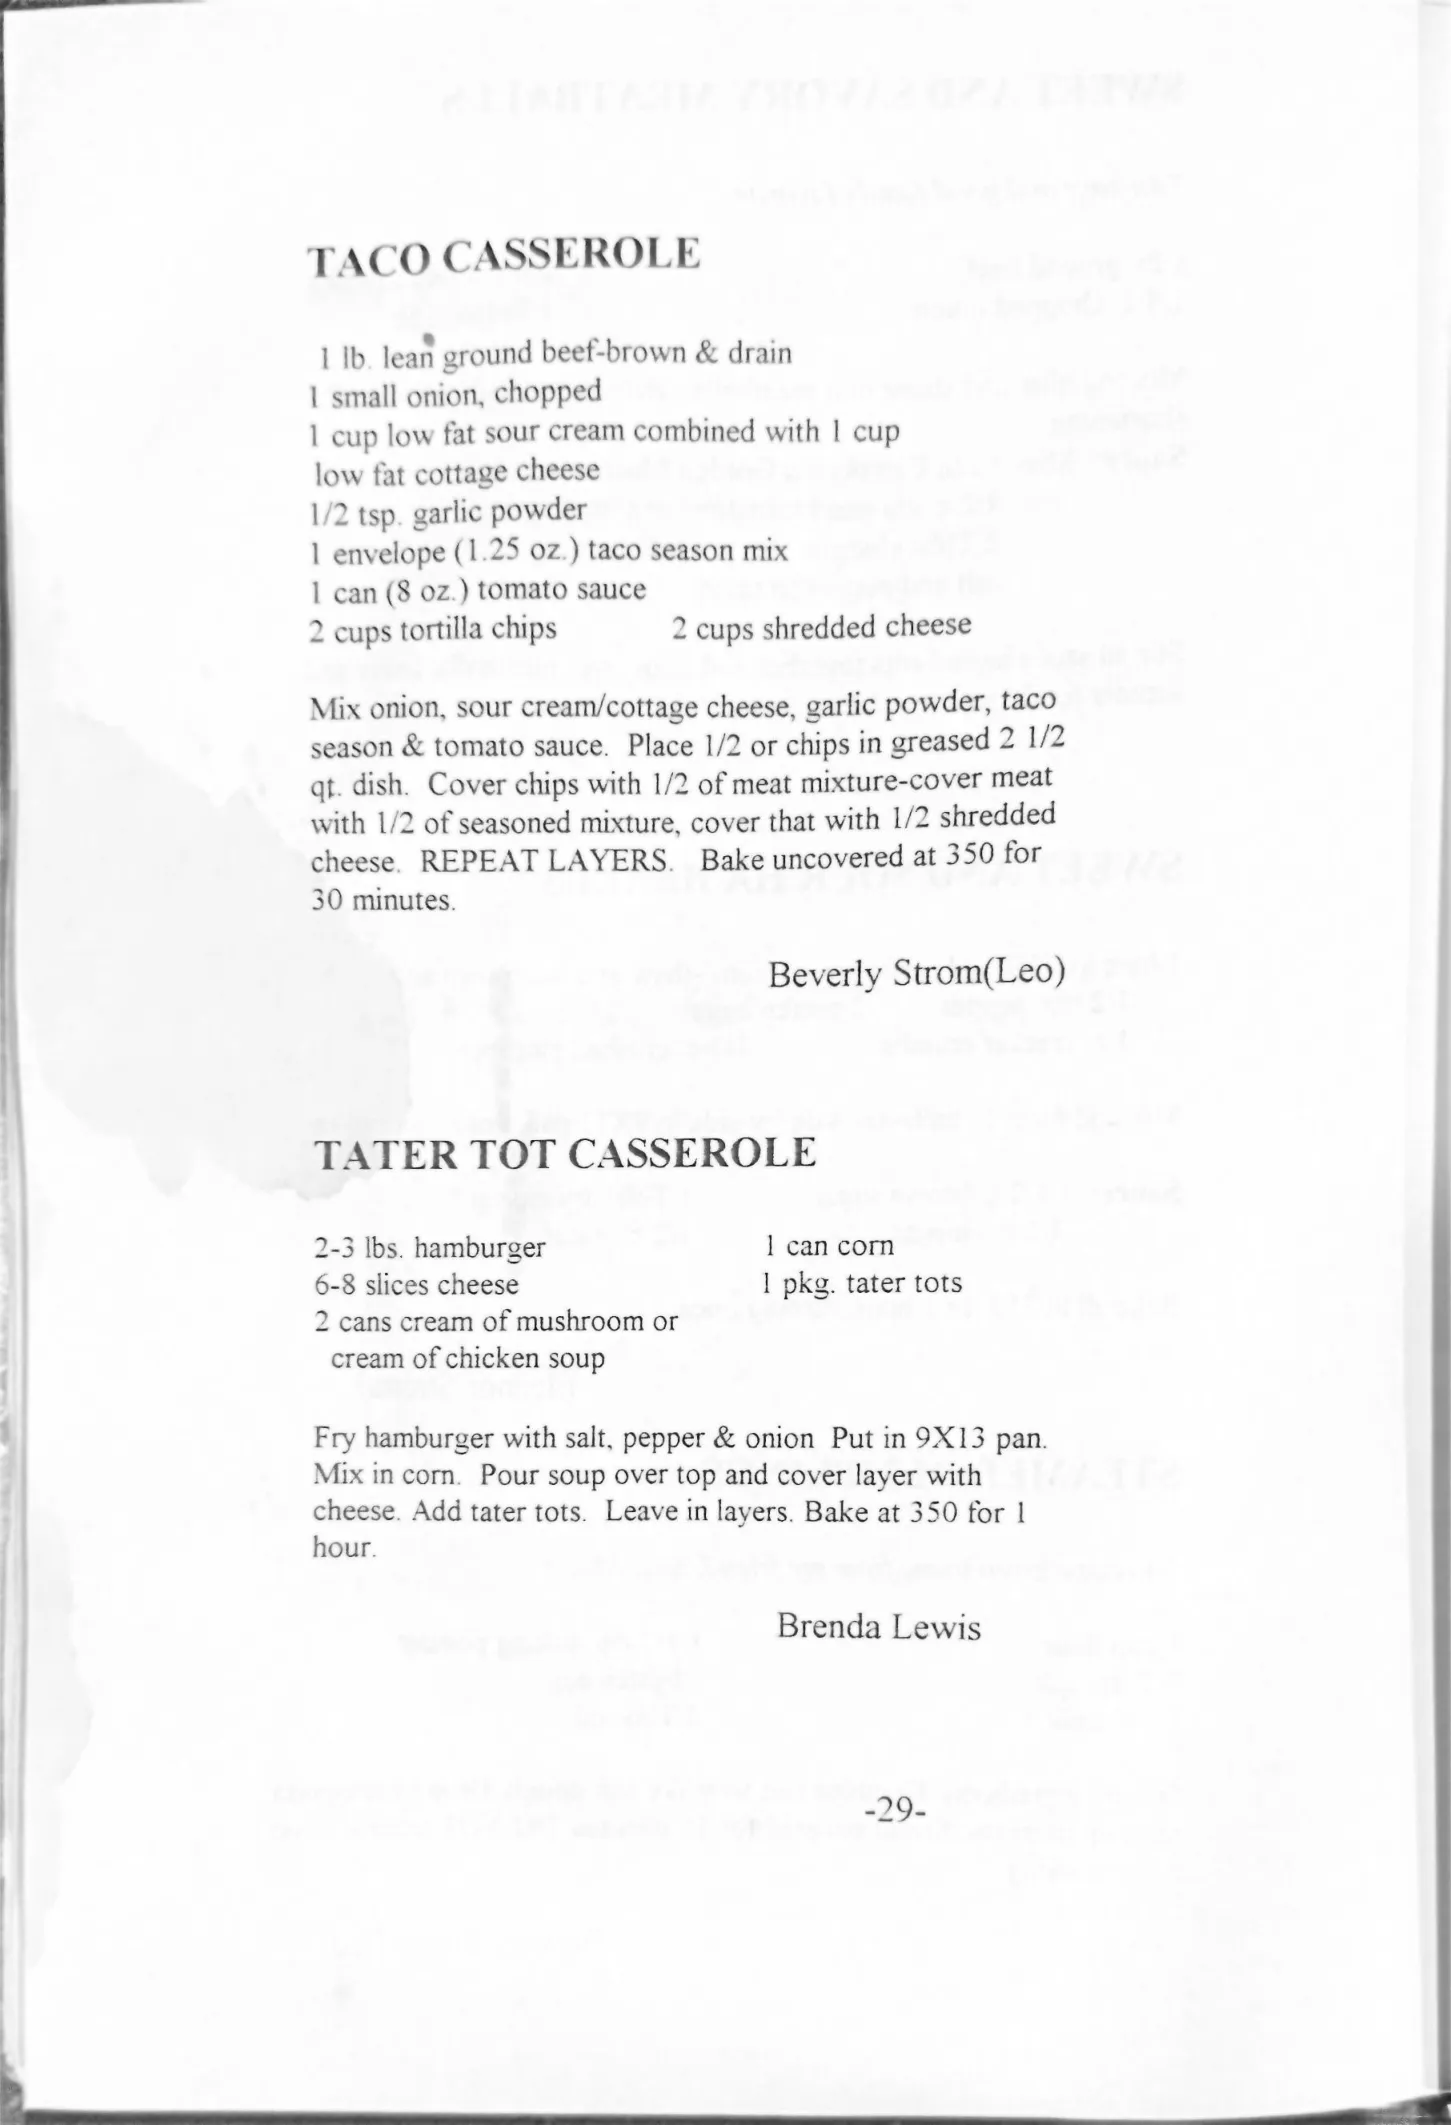 TACO CASSEROLE
1 lb. lean ground beef-brown & drain
1 small onion, chopped
1 cup low fat sour cream combined with 1 cup
low fat cottage cheese
1/2 tsp. garlic powder
1 envelope (1.25 oz.) taco season mix
1 can (8 oz.) tomato sauce
2 cups tortilla chips 2 cups shredded cheese
Mix onion, sour cream/cottage cheese, garlic powder, taco
season & tomato sauce. Place 1/2 or chips in greased 2 1/2
qt. dish. Cover chips with 1/2 of meat mixture-cover meat
with 1/2 of seasoned mixture, cover that with 1/2 shredded
cheese. REPEAT LAYERS. Bake uncovered at 350 for
30 minutes.
Beverly Strom(Leo)
TATER TOT CASSEROLE
2-3 lbs. hamburger 1 can corn
6-8 slices cheese 1 pkg. tater tots
2 cans cream of mushroom or
cream of chicken soup
Fry hamburger with salt, pepper & onion Put in 9X13 pan.
Mix in corn. Pour soup over top and cover layer with
cheese. Add tater tots. Leave in layers. Bake at 350 for 1
hour.
Brenda Lewis
-29-